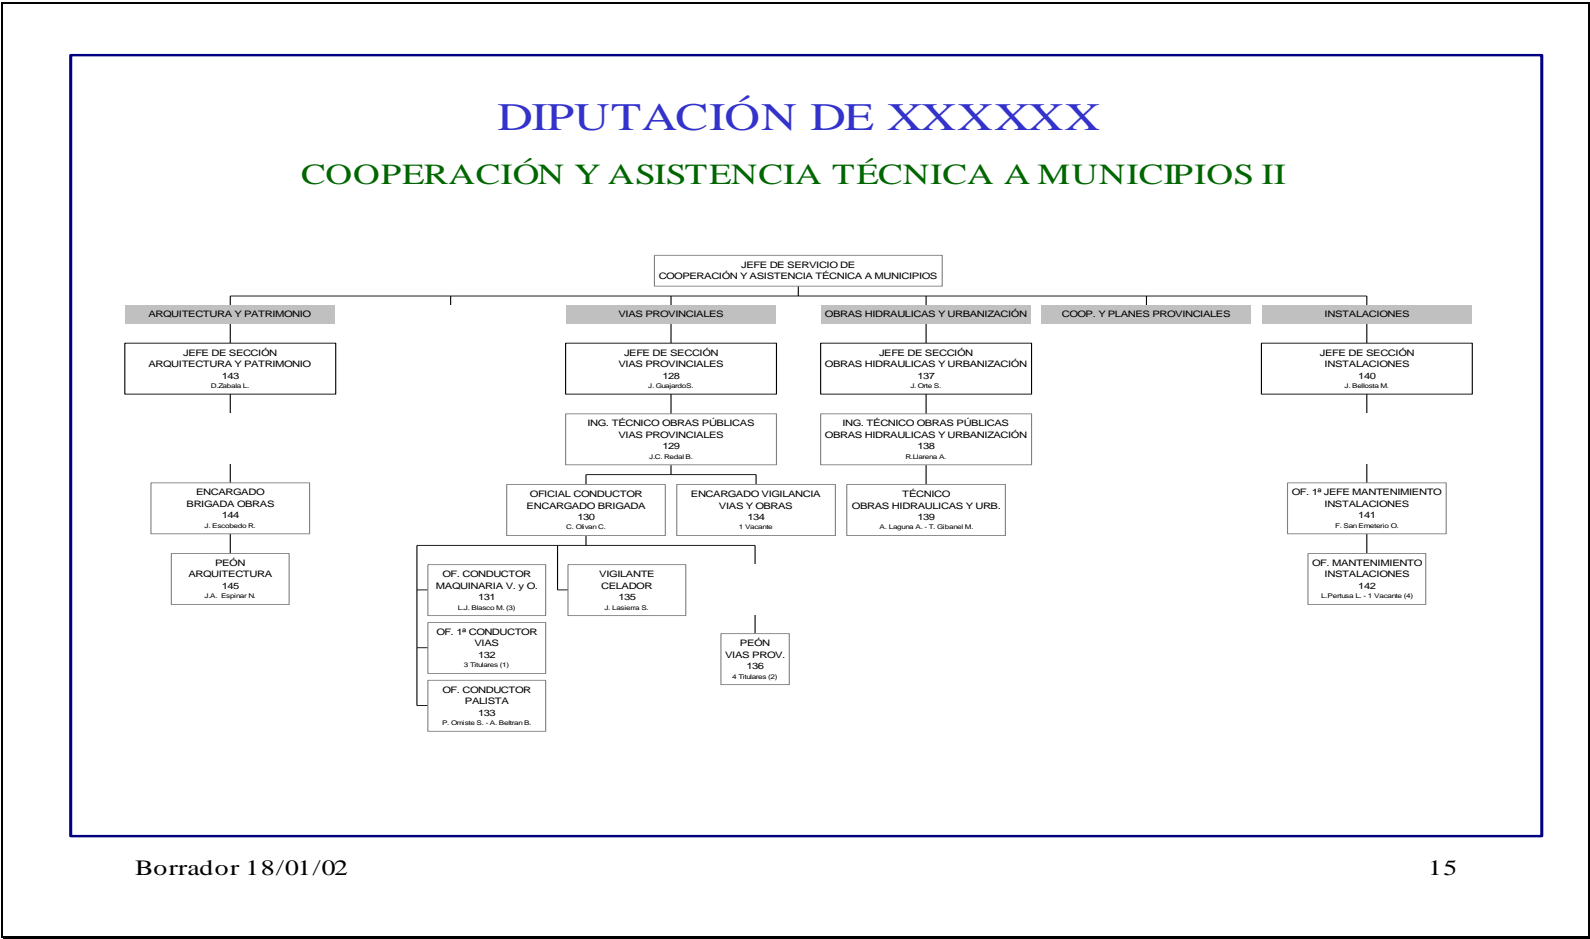 DIPUTACIÓN DE XXXXXX
COOPERACIÓN Y ASISTENCIA TÉCNICA A MUNICIPIOS II
JEFE DE SERVICIO DE
COOPERACIÓN Y ASISTENCIA TÉCNICA A MUNICIPIOS
ARQUITECTURA Y PATRIMONIO
JEFE DE SECCIÓN
ARQUITECTURA Y PATRIMONIO
143
D.Zabala L.
ENCARGADO
BRIGADA OBRAS
144
J. Escobedo R.
PEÓN
ARQUITECTURA
145
J.A. Espinar N.
VIAS PROVINCIALES
JEFE DE SECCIÓN
VIAS PROVINCIALES
128
J. GuajardoS.
ING. TÉCNICO OBRAS PÚBLICAS
VIAS PROVINCIALES
129
J.C. Redal B.
OFICIAL CONDUCTOR
ENCARGADO BRIGADA
130
C. Olivan C.
OF. CONDUCTOR
MAQUINARIA V. y O.
131
L.J. Blasco M. (3)
OF. 1ª CONDUCTOR
VIAS
132
3 Titulares (1)
OF. CONDUCTOR
PALISTA
133
P. Orniste S. - A. Beltran B.
VIGILANTE
CELADOR
135
J. Lasierra S.
PEÓN
VIAS PROV.
136
4 Titulares (2)
ENCARGADO VIGILANCIA
VIAS Y OBRAS
134
1 Vacante
OBRAS HIDRAULICAS Y URBANIZACIÓN
JEFE DE SECCIÓN
OBRAS HIDRAULICAS Y URBANIZACIÓN
137
J. Orte S.
ING. TÉCNICO OBRAS PÚBLICAS
OBRAS HIDRAULICAS Y URBANIZACIÓN
138
R.Llarena A.
TÉCNICO
OBRAS HIDRAULICAS Y URB.
139
A. Laguna A. - T. Gibanel M.
COOP. Y PLANES PROVINCIALES
INSTALACIONES
JEFE DE SECCIÓN
INSTALACIONES
140
J. Bellosta M.
OF. 1ª JEFE MANTENIMIENTO
INSTALACIONES
141
F. San Emeterio O.
OF. MANTENIMIENTO
INSTALACIONES
142
L.Pertusa L. - 1 Vacante (4)
Borrador 18/01/02
15